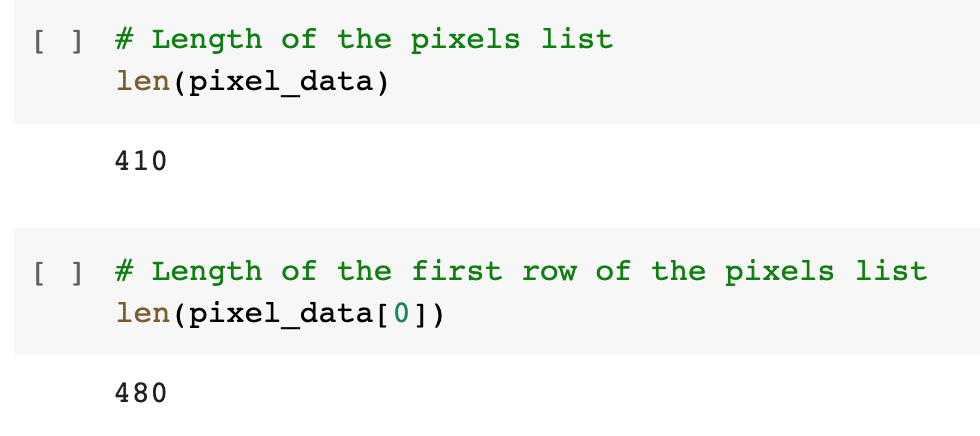 [ ] # Length of the pixels list
len(pixel_data)
410
[ ] # Length of the first row of the pixels list
len(pixel_data[0])
480